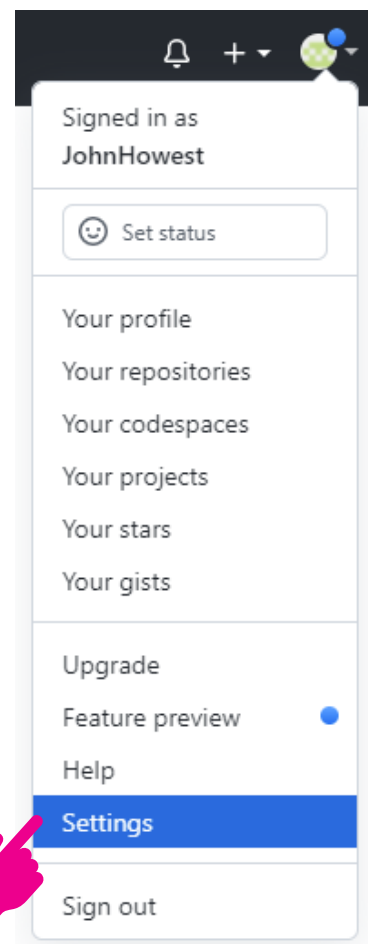 Signed in as
JohnHowest
Set status
Your profile
Your repositories
Your codespaces
Your projects
Your stars
Your gists
Upgrade
Feature preview
Help
Settings
Sign out